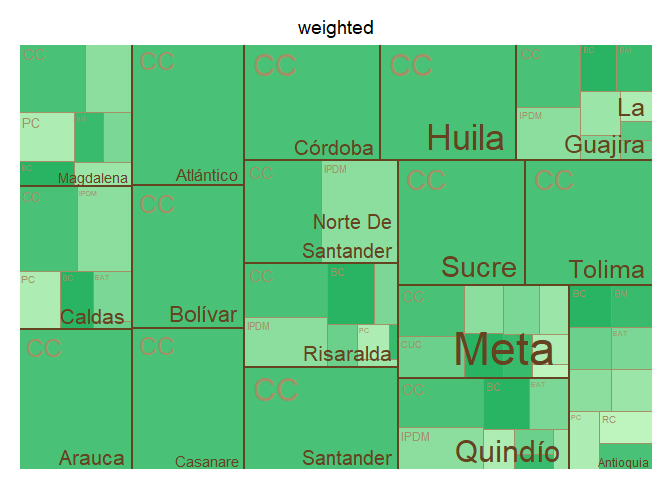 weighted
CC
PC
BC
Magdalena
CC
Atlántico
CC
Córdoba
CC
Huila
CC
BC
BM
IPDM
La
Guajira
CC
IPDM
PC
BC
EAT
Caldas
CC
Bolívar
CC
IPDM
Norte De
Santander
CC
BC
IPDM
PC
Risaralda
CC
Sucre
CC
Tolima
CC
CUC
Meta
BC
BM
EAT
PC
RC
Antioquia
CC
Arauca
CC
Casanare
CC
Santander
CC
BC
EAT
IPDM
Quindío